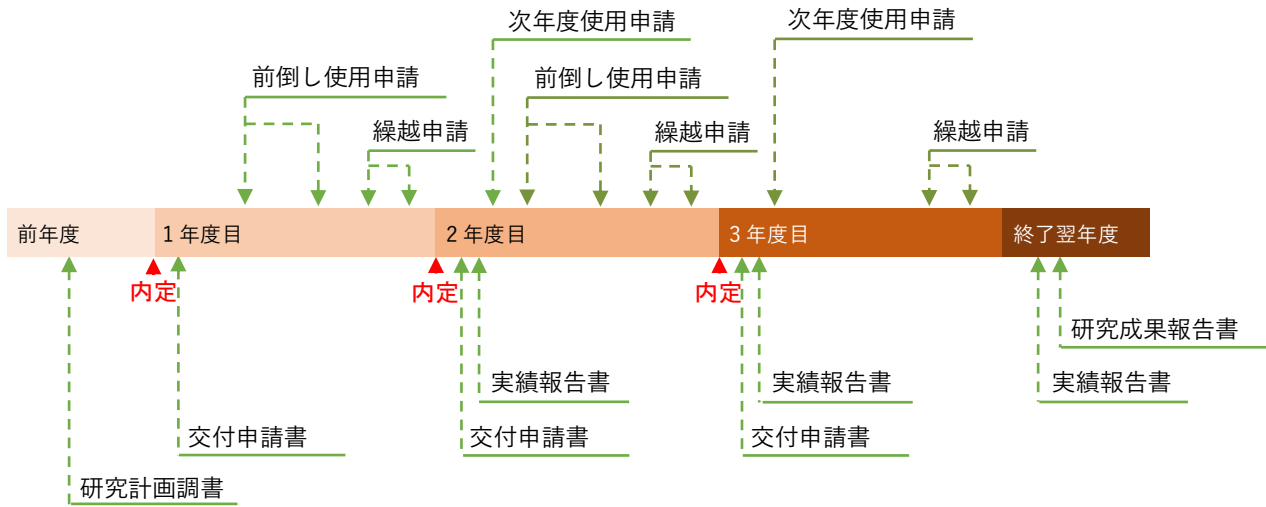 次年度使用申請
次年度使用申請
前倒し使用申請
前倒し使用申請
繰越申請
繰越申請
繰越申請
前年度
1年度目
2年度目
3年度目
終了翌年度
内定
内定
内定
研究成果報告書
実績報告書
実績報告書
実績報告書
交付申請書
交付申請書
交付申請書
研究計画調書